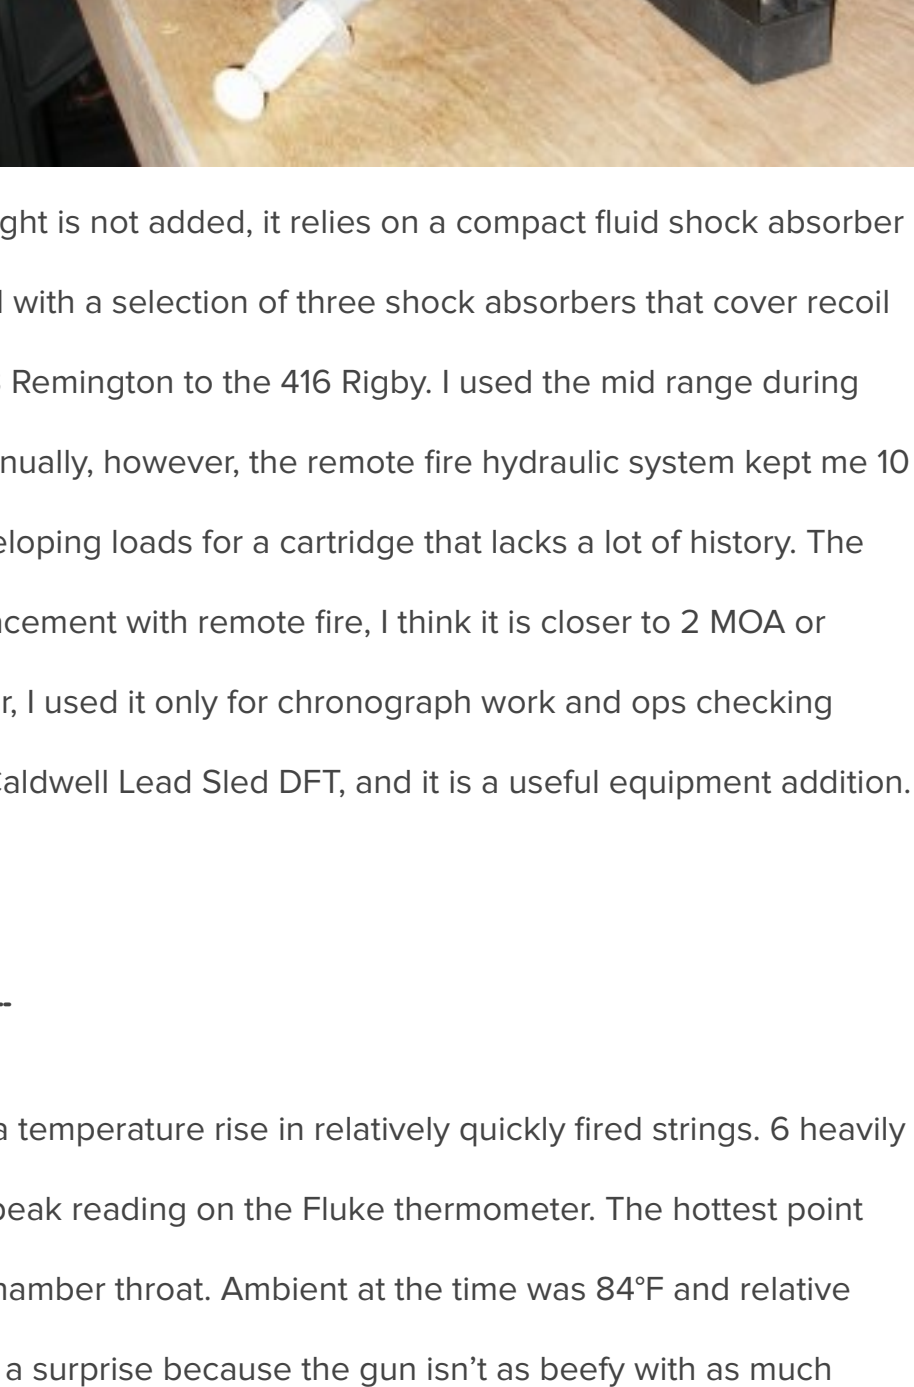 ght is not added, it relies on a compact fluid shock absorber
with a selection of three shock absorbers that cover recoil
Remington to the 416 Rigby. I used the mid range during
nually, however, the remote fire hydraulic system kept me 10
eloping loads for a cartridge that lacks a lot of history. The
cement with remote fire, I think it is closer to 2 MOA or
r, I used it only for chronograph work and ops checking
Caldwell Lead Sled DFT, and it is a useful equipment addition.
a temperature rise in relatively quickly fired strings. 6 heavily
peak reading on the Fluke thermometer. The hottest point
hamber throat. Ambient at the time was 84°F and relative
a surprise because the gun isn’t as beefy with as much